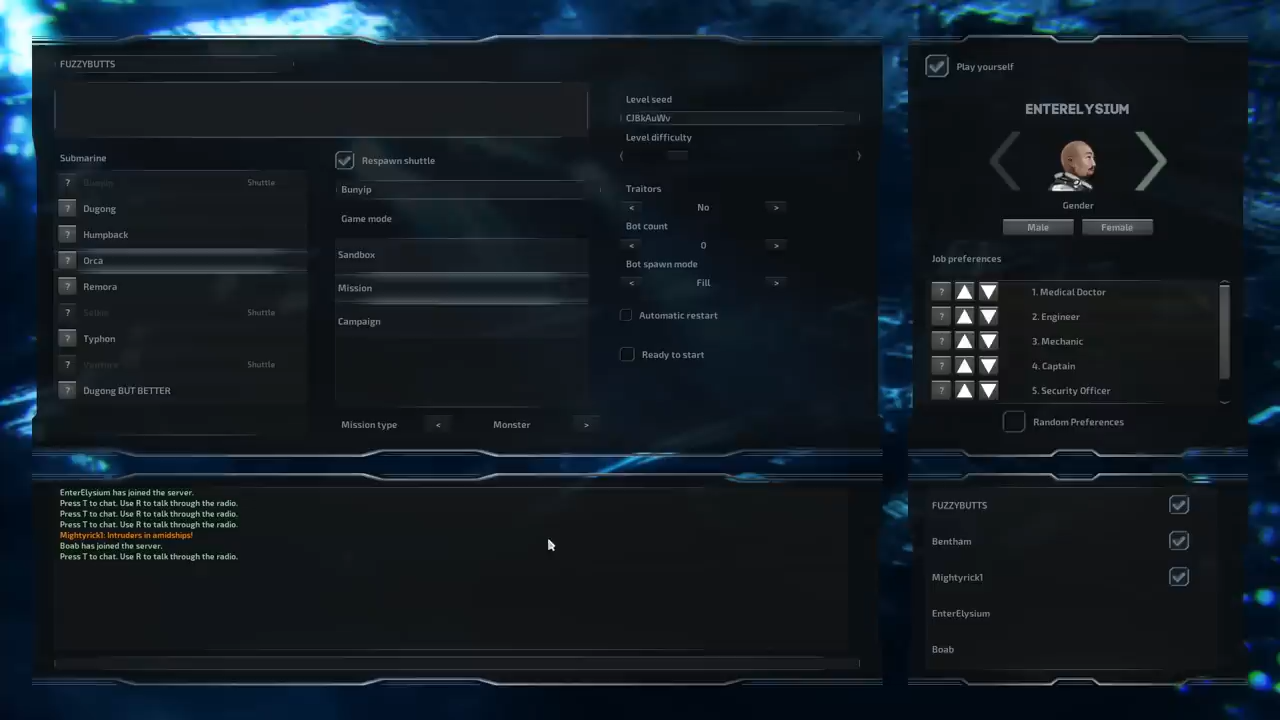 FUZZYBUTTS
Submarine
? Shuttle
? Dugong
? Humpback
? Orca
? Remora
? Shuttle
? Typhon
? Shuttle
? Dugong BUT BETTER
Respawn shuttle
Bunyip
Game mode
Sandbox
Mission
Campaign
Mission type < Monster >
Level seed
CJBkAuWv
Level difficulty
Traitors
< No >
Bot count
< 0 >
Bot spawn mode
< Fill >
Automatic restart
Ready to start
Play yourself
ENTERELYSIUM
Gender
Male Female
Job preferences
? 1. Medical Doctor
? 2. Engineer
? 3. Mechanic
? 4. Captain
? 5. Security Officer
Random Preferences
EnterElysium has joined the server.
Press T to chat. Use R to talk through the radio.
Press T to chat. Use R to talk through the radio.
Press T to chat. Use R to talk through the radio.
Mightyrick1: Intruders in amidships!
Boab has joined the server.
Press T to chat. Use R to talk through the radio.
FUZZYBUTTS
Bentham
Mightyrick1
EnterElysium
Boab